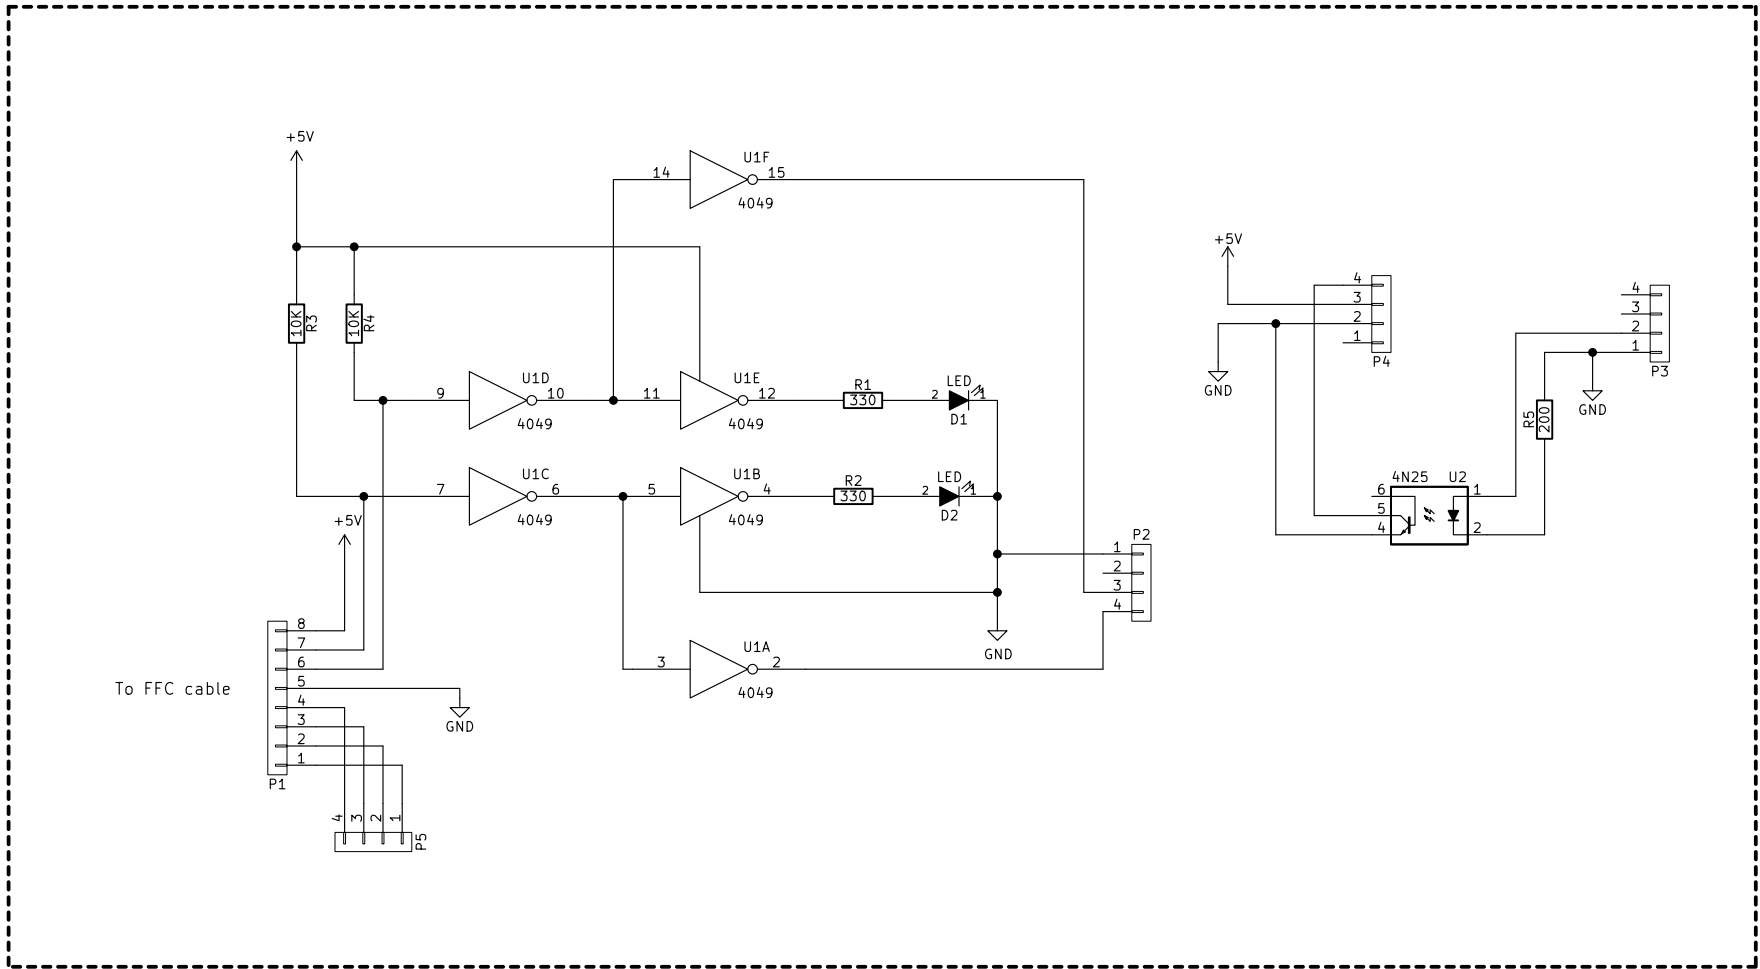 +5V
U1F
14
15
4049
+5V
4
3
2
1
P4
GND
4
3
2
1
P3
GND
10K
R3
10K
R4
U1D
9
10
4049
U1E
11
12
4049
R1
330
LED
2
1
D1
R5
200
U1C
7
6
4049
U1B
5
4
4049
R2
330
LED
2
1
D2
4N25
U2
6
5
4
1
2
+5V
P2
1
2
3
4
GND
U1A
3
2
4049
8
7
6
5
4
3
2
1
P1
To FFC cable
GND
4
3
2
1
P5